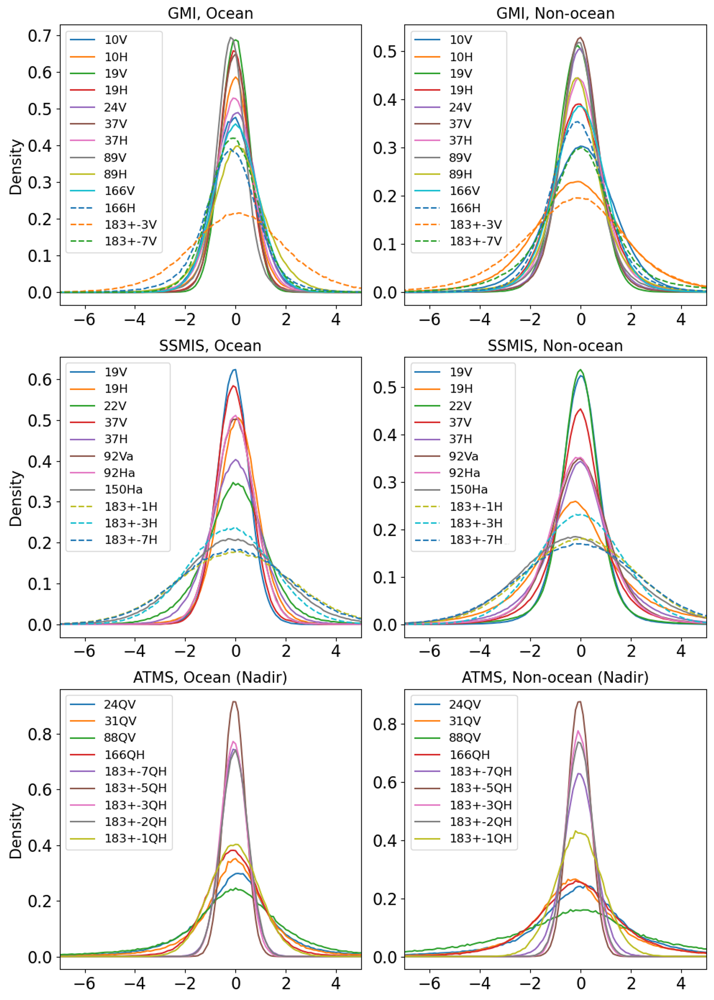 GMI, Ocean
0.7
0.6
0.5
0.4
0.3
0.2
0.1
0.0
Density
10V
10H
19V
19H
24V
37V
37H
89V
89H
166V
166H
183+-3V
183+-7V
−6 −4 −2 0 2 4
GMI, Non-ocean
0.5
0.4
0.3
0.2
0.1
0.0
10V
10H
19V
19H
24V
37V
37H
89V
89H
166V
166H
183+-3V
183+-7V
−6 −4 −2 0 2 4
SSMIS, Ocean
0.6
0.5
0.4
0.3
0.2
0.1
0.0
Density
19V
19H
22V
37V
37H
92Va
92Ha
150Ha
183+-1H
183+-3H
183+-7H
−6 −4 −2 0 2 4
SSMIS, Non-ocean
0.5
0.4
0.3
0.2
0.1
0.0
19V
19H
22V
37V
37H
92Va
92Ha
150Ha
183+-1H
183+-3H
183+-7H
−6 −4 −2 0 2 4
ATMS, Ocean (Nadir)
0.8
0.6
0.4
0.2
0.0
Density
24QV
31QV
88QV
166QH
183+-7QH
183+-5QH
183+-3QH
183+-2QH
183+-1QH
−6 −4 −2 0 2 4
ATMS, Non-ocean (Nadir)
0.8
0.6
0.4
0.2
0.0
24QV
31QV
88QV
166QH
183+-7QH
183+-5QH
183+-3QH
183+-2QH
183+-1QH
−6 −4 −2 0 2 4